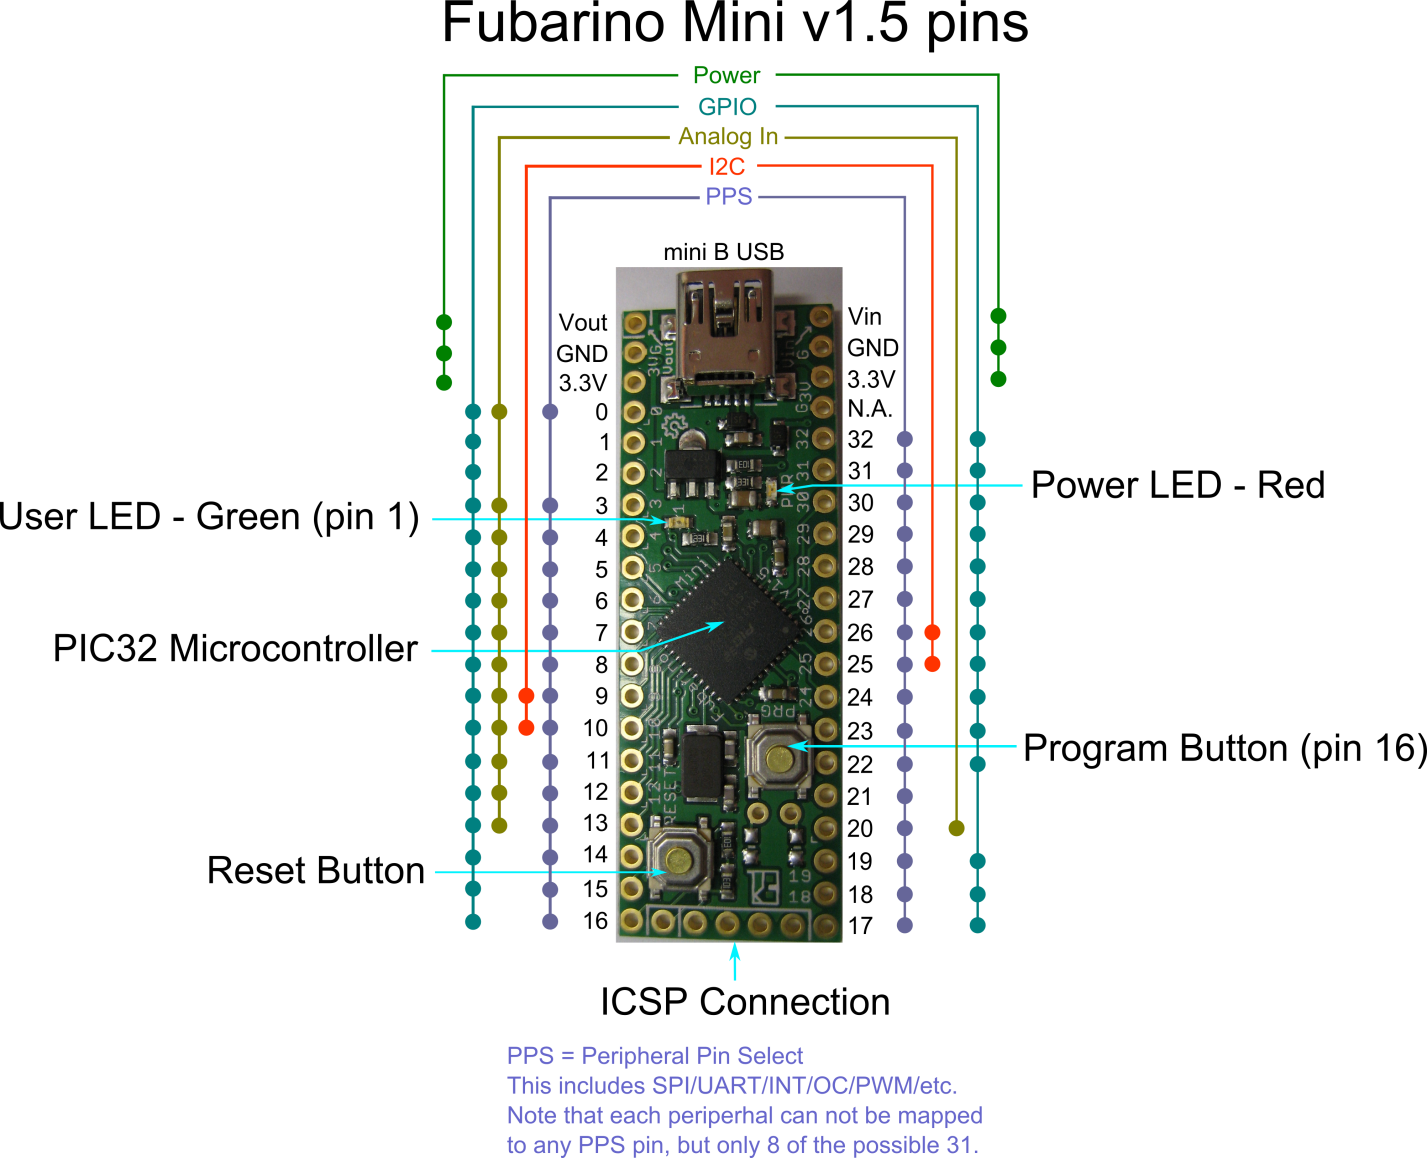 Fubarino Mini v1.5 pins
Power
GPIO
Analog In
I2C
PPS
mini B USB
Vout
GND
3.3V
0
1
2
3
4
5
6
7
8
9
10
11
12
13
14
15
16
Vin
GND
3.3V
N.A.
32
31
30
29
28
27
26
25
24
23
22
21
20
19
18
17
User LED - Green (pin 1)
PIC32 Microcontroller
Reset Button
Power LED - Red
Program Button (pin 16)
RESET
PRG
PWR
Mini
Vout
ICSP Connection
PPS = Peripheral Pin Select
This includes SPI/UART/INT/OC/PWM/etc.
Note that each periperhal can not be mapped
to any PPS pin, but only 8 of the possible 31.